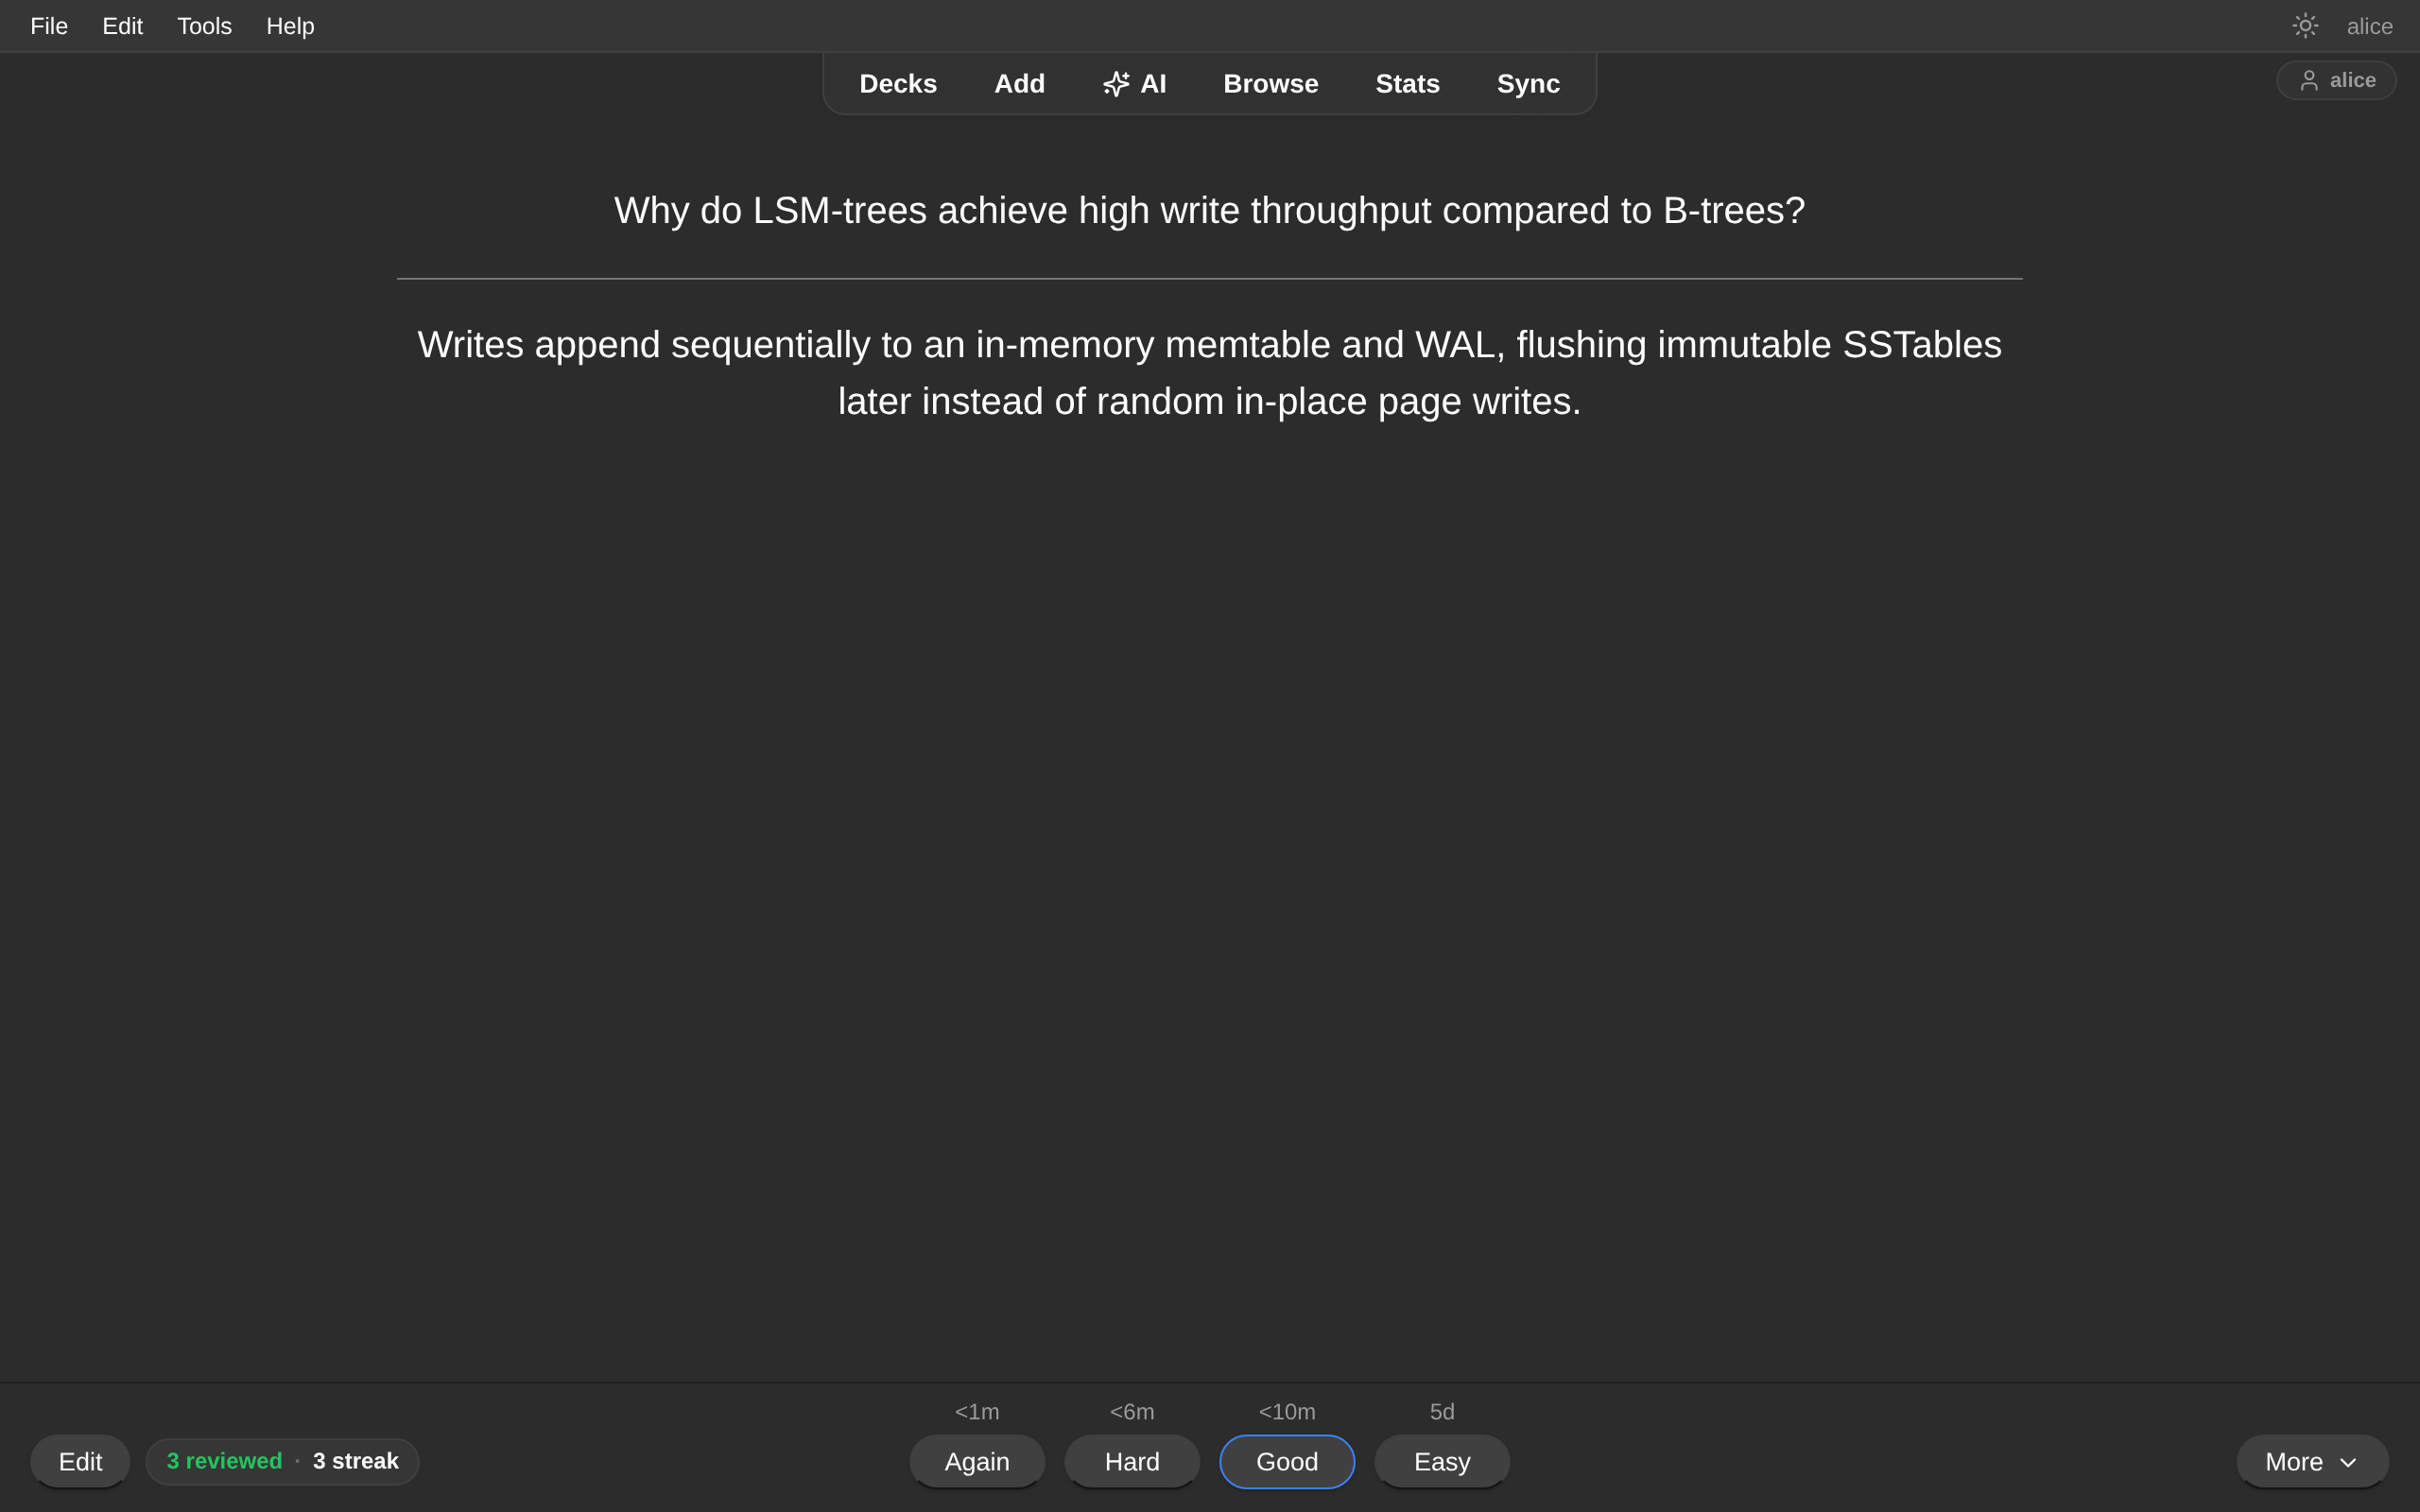 File Edit Tools Help alice
Decks Add AI Browse Stats Sync alice
Why do LSM-trees achieve high write throughput compared to B-trees?
Writes append sequentially to an in-memory memtable and WAL, flushing immutable SSTables
later instead of random in-place page writes.
<1m <6m <10m 5d
Edit 3 reviewed · 3 streak Again Hard Good Easy More